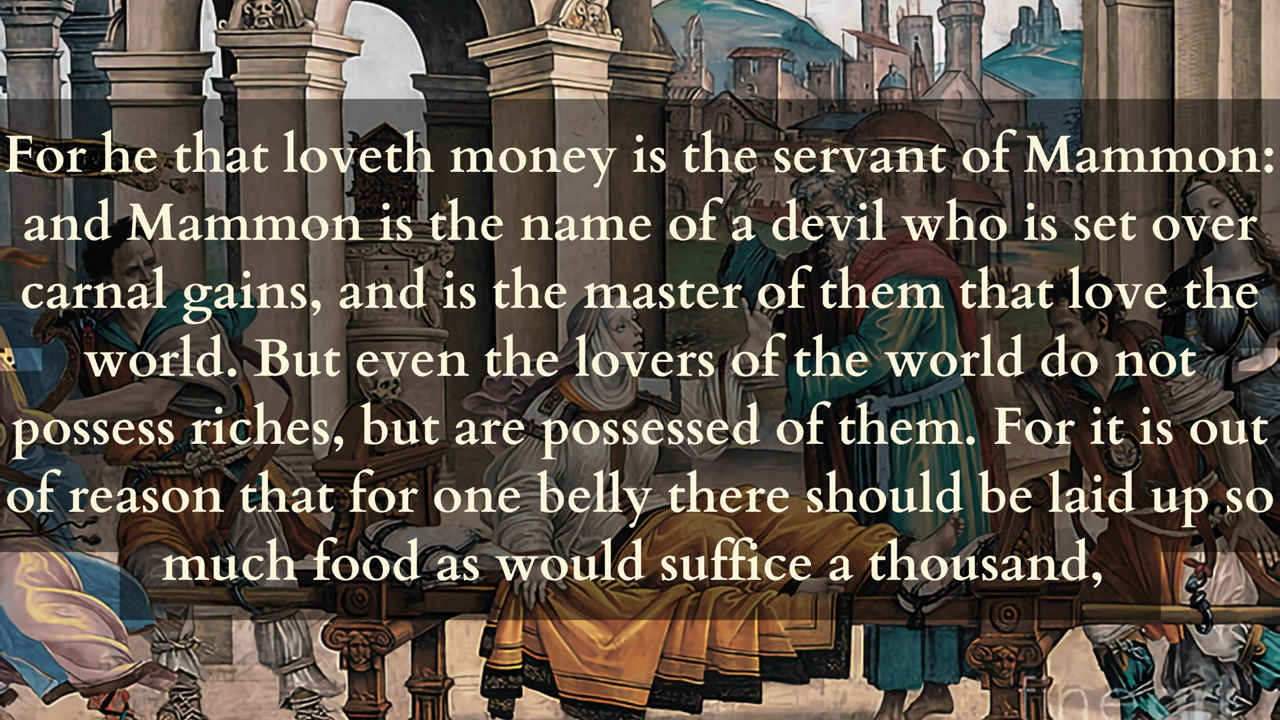 For he that loveth money is the servant of Mammon:
and Mammon is the name of a devil who is set over
carnal gains, and is the master of them that love the
world. But even the lovers of the world do not
possess riches, but are possessed of them. For it is out
of reason that for one belly there should be laid up so
much food as would suffice a thousand,